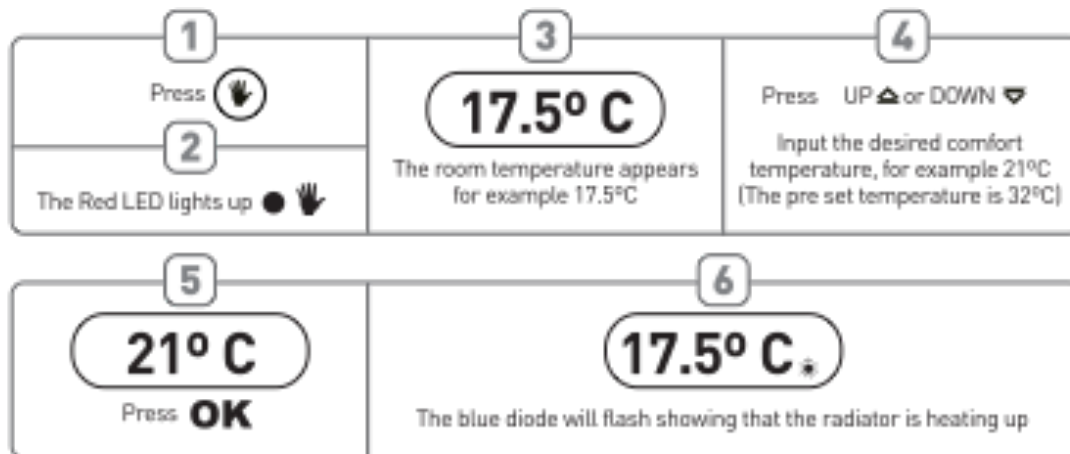 1
Press
2
The Red LED lights up
3
17.5º C
The room temperature appears
for example 17.5ºC
4
Press UP or DOWN
Input the desired comfort
temperature, for example 21ºC
(The pre set temperature is 32ºC)
5
21º C
Press OK
6
17.5º C
The blue diode will flash showing that the radiator is heating up